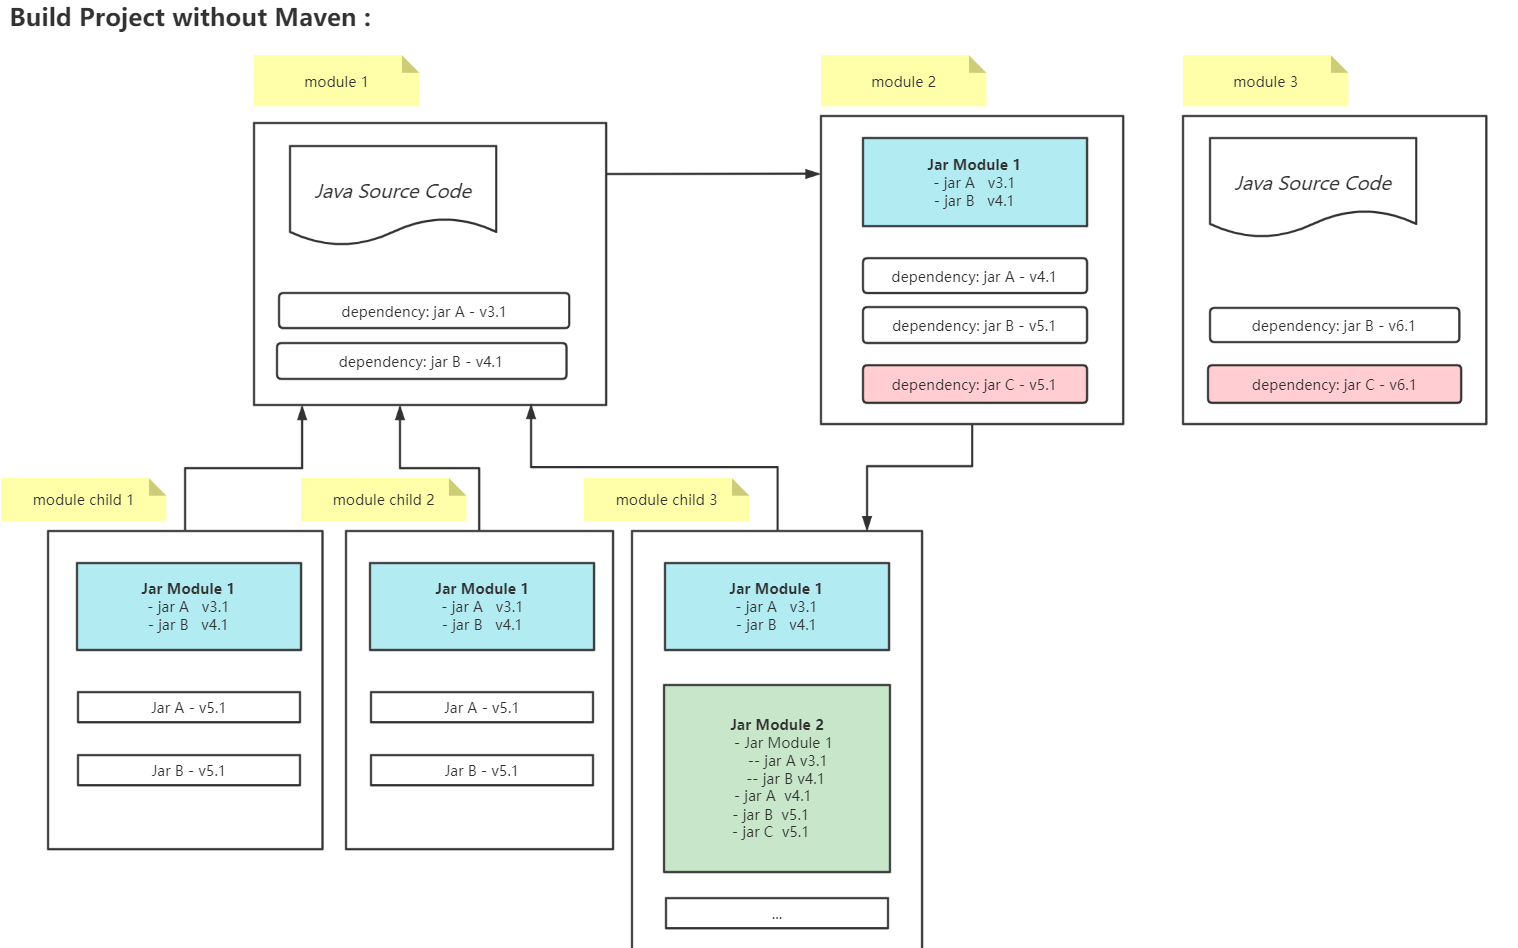 Build Project without Maven :
module 1
module 2
module 3
Java Source Code
dependency: jar A - v3.1
dependency: jar B - v4.1
Jar Module 1
- jar A   v3.1
- jar B   v4.1
dependency: jar A - v4.1
dependency: jar B - v5.1
dependency: jar C - v5.1
Java Source Code
dependency: jar B - v6.1
dependency: jar C - v6.1
module child 1
module child 2
module child 3
Jar Module 1
- jar A   v3.1
- jar B   v4.1
Jar A - v5.1
Jar B - v5.1
Jar Module 1
- jar A   v3.1
- jar B   v4.1
Jar A - v5.1
Jar B - v5.1
Jar Module 1
- jar A   v3.1
- jar B   v4.1
Jar Module 2
- Jar Module 1
-- jar A v3.1
-- jar B v4.1
- jar A  v4.1
- jar B  v5.1
- jar C  v5.1
...